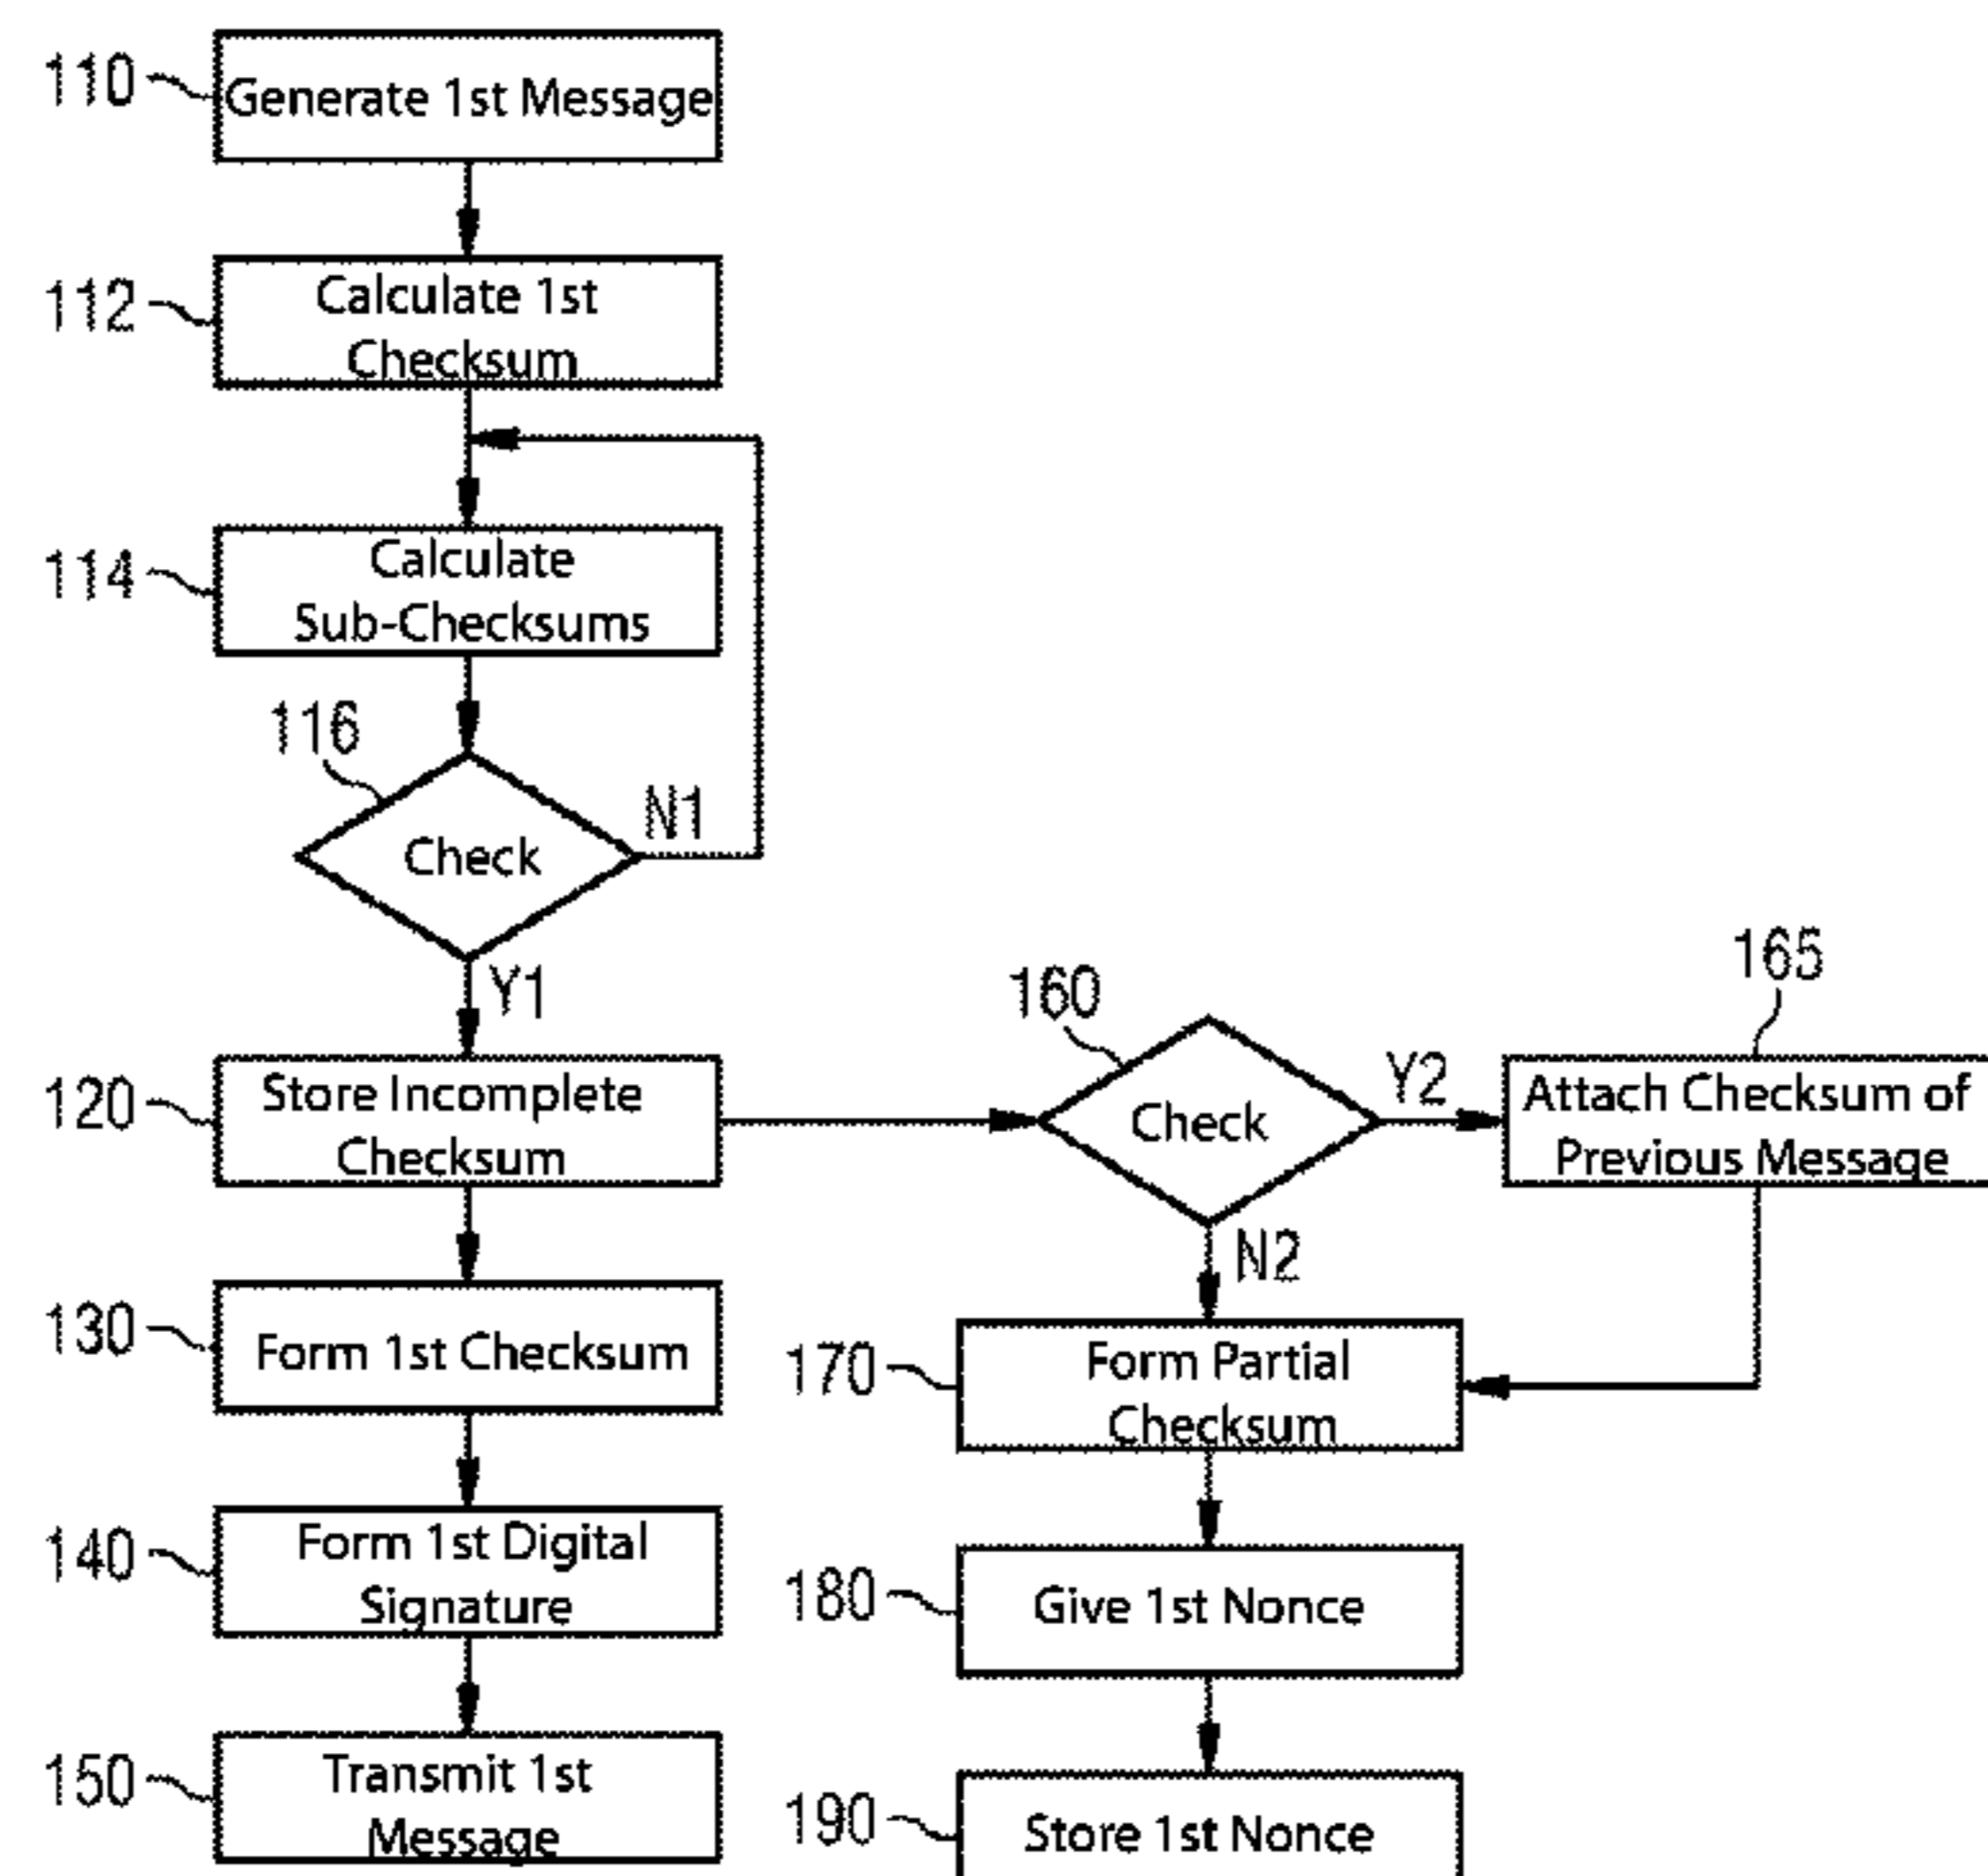 110
Generate 1st Message
112
Calculate 1st
Checksum
114
Calculate
Sub-Checksums
116
Check
N1
Y1
120
Store Incomplete
Checksum
130
Form 1st Checksum
140
Form 1st Digital
Signature
150
Transmit 1st
Message
160
Check
Y2
N2
165
Attach Checksum of
Previous Message
170
Form Partial
Checksum
180
Give 1st Nonce
190
Store 1st Nonce